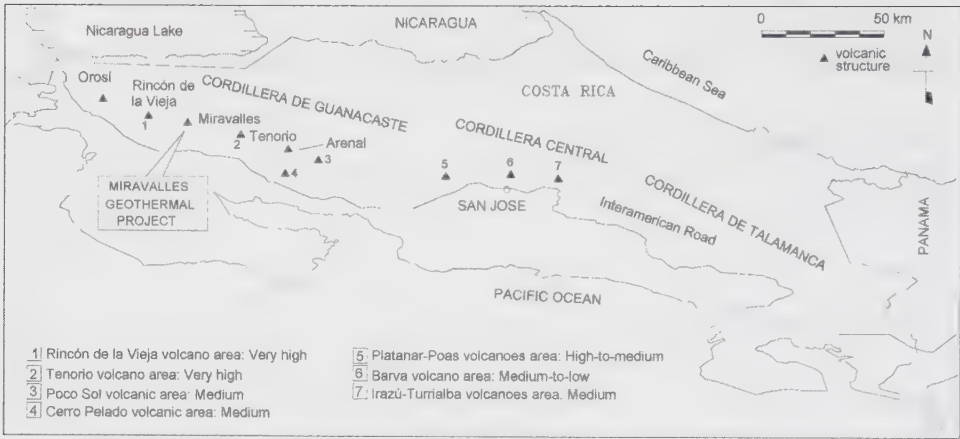 Nicaragua Lake
NICARAGUA
0 50 km
N
volcanic
structure
Caribbean Sea
Orosí
Rincón de
la Vieja
CORDILLERA DE GUANACASTE
COSTA RICA
1
Miravalles
2
Tenorio
Arenal
3
4
CORDILLERA CENTRAL
5
6
7
MIRAVALLES
GEOTHERMAL
PROJECT
SAN JOSE
Interamerican Road
CORDILLERA DE TALAMANCA
PANAMA
PACIFIC OCEAN
1 Rincón de la Vieja volcano area: Very high
2 Tenorio volcano area: Very high
3 Poco Sol volcanic area: Medium
4 Cerro Pelado volcanic area: Medium
5 Platanar-Poas volcanoes area: High-to-medium
6 Barva volcano area: Medium-to-low
7 Irazú-Turrialba volcanoes area. Medium